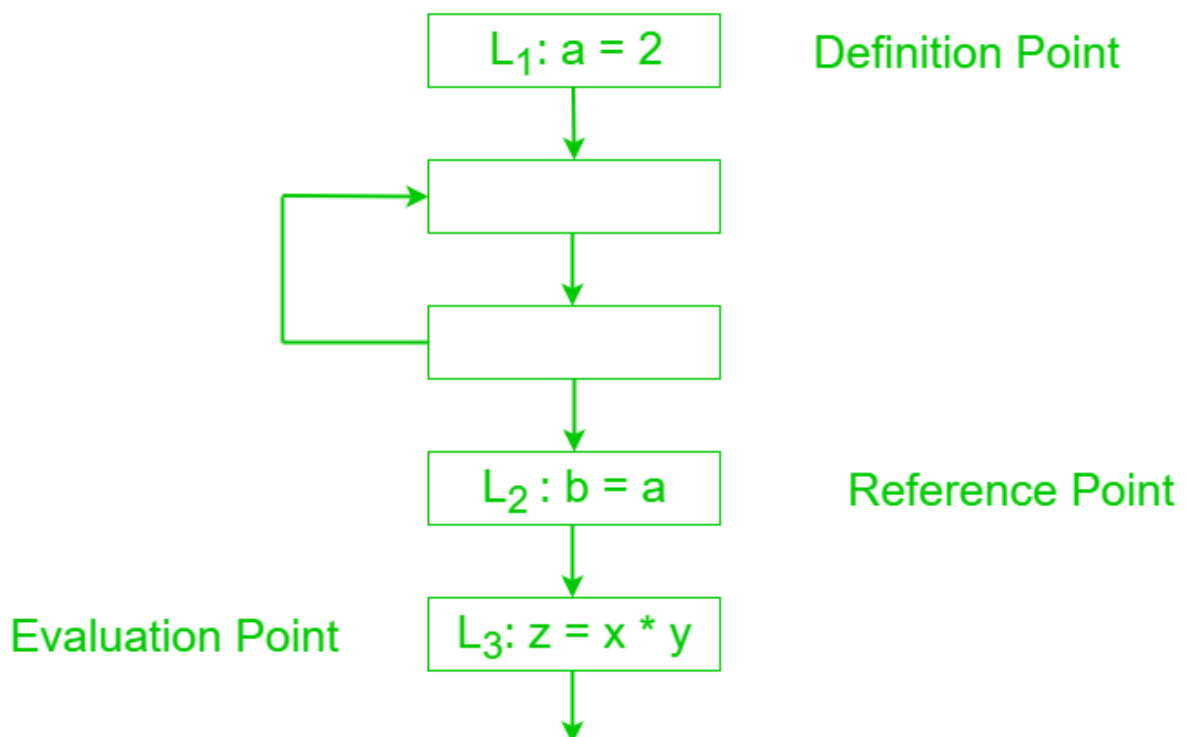 L₁: a = 2 Definition Point
L₂ : b = a Reference Point
Evaluation Point L₃: z = x * y